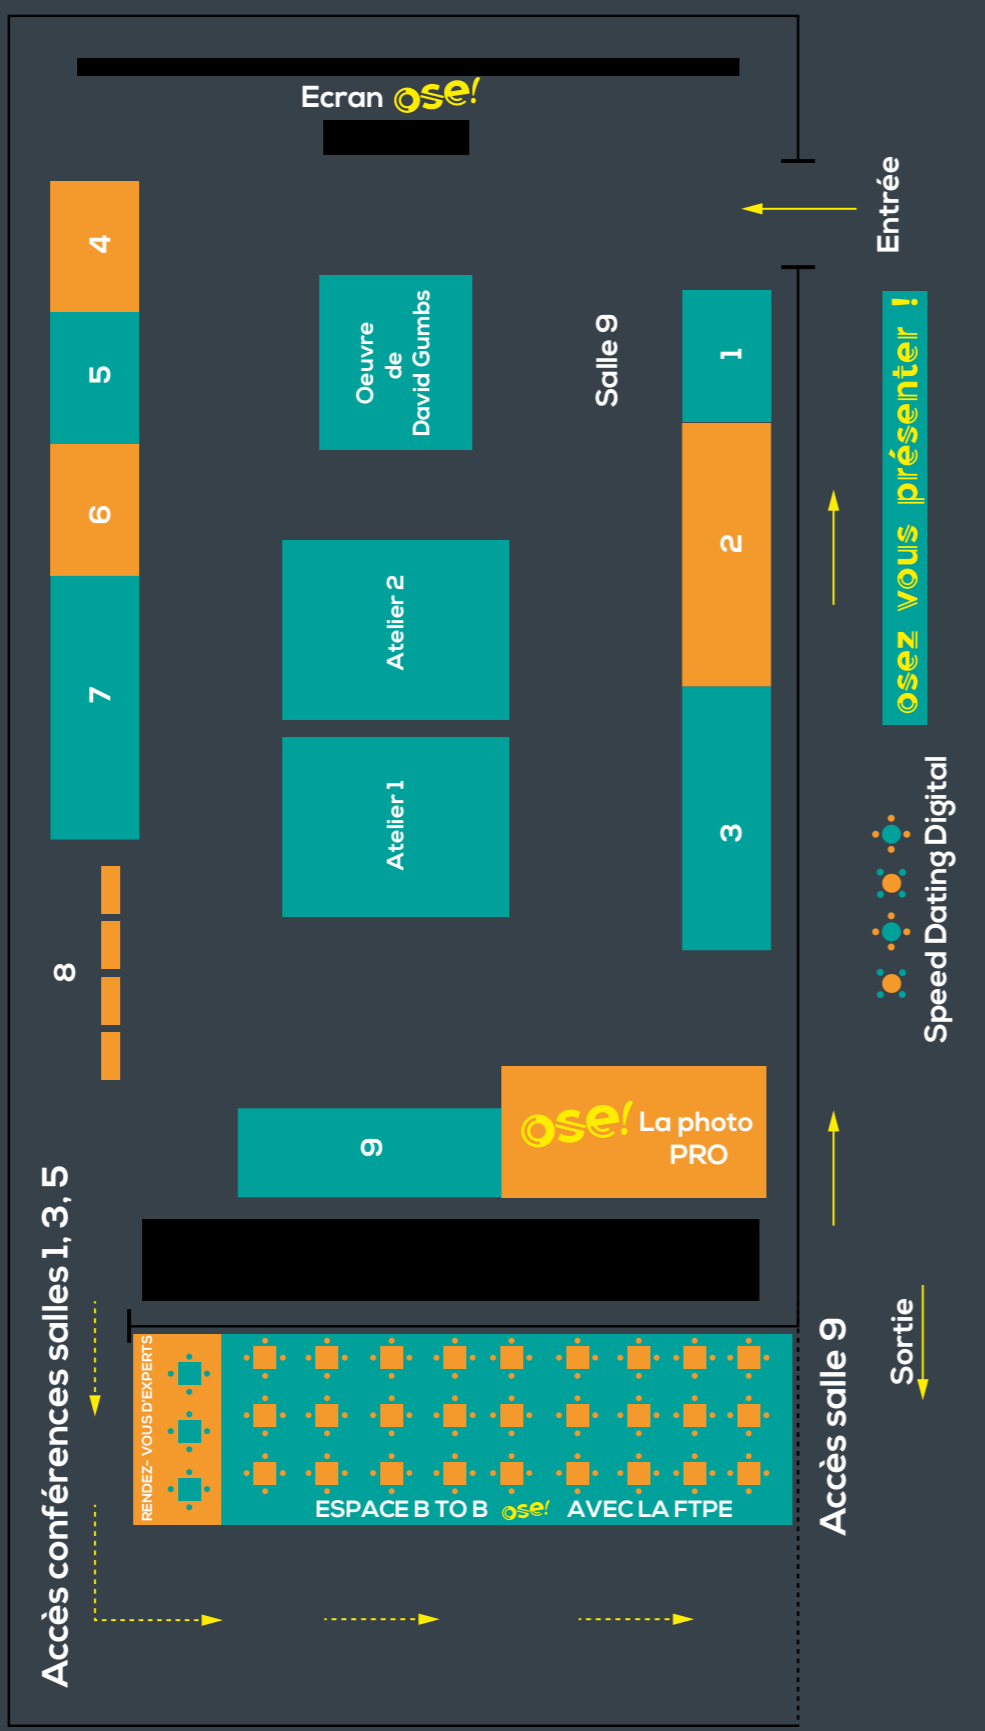 Ecran ose!
Entrée
4
5
6
7
8
Oeuvre
de
David Gumbs
Salle 9
1
2
3
Atelier 2
Atelier 1
osez vous présenter !
Speed Dating Digital
9
ose! La photo
PRO
Accès conférences salles 1, 3, 5
RENDEZ- VOUS D'EXPERTS
ESPACE B TO B ose! AVEC LA FTPE
Accès salle 9
Sortie